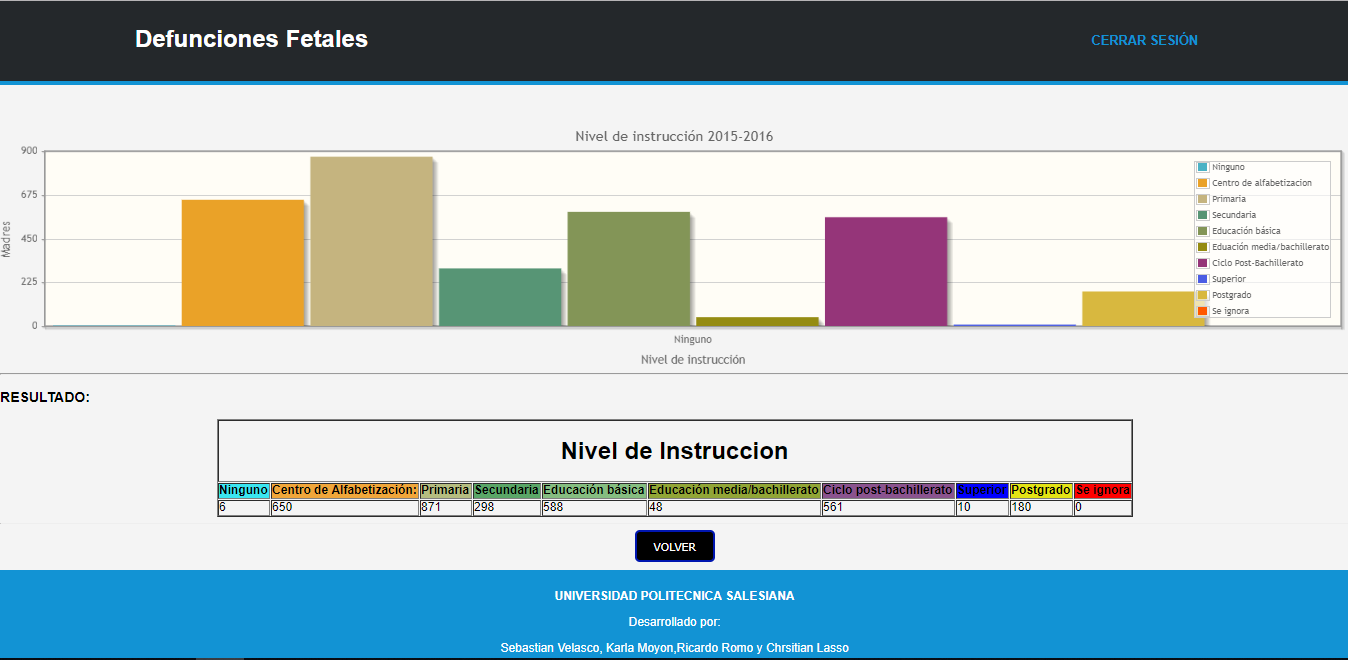 Defunciones Fetales
CERRAR SESIÓN
Nivel de instrucción 2015-2016
900
675
450
225
0
Madres
Ninguno
Centro de alfabetizacion
Primaria
Secundaria
Educación básica
Eduación media/bachillerato
Ciclo Post-Bachillerato
Superior
Postgrado
Se ignora
Ninguno
Nivel de instrucción
RESULTADO:
Nivel de Instruccion
Ninguno Centro de Alfabetización: Primaria Secundaria Educación básica Educación media/bachillerato Ciclo post-bachillerato Superior Postgrado Se ignora
6 650 871 298 588 48 561 10 180 0
VOLVER
UNIVERSIDAD POLITECNICA SALESIANA
Desarrollado por:
Sebastian Velasco, Karla Moyon,Ricardo Romo y Chrsitian Lasso